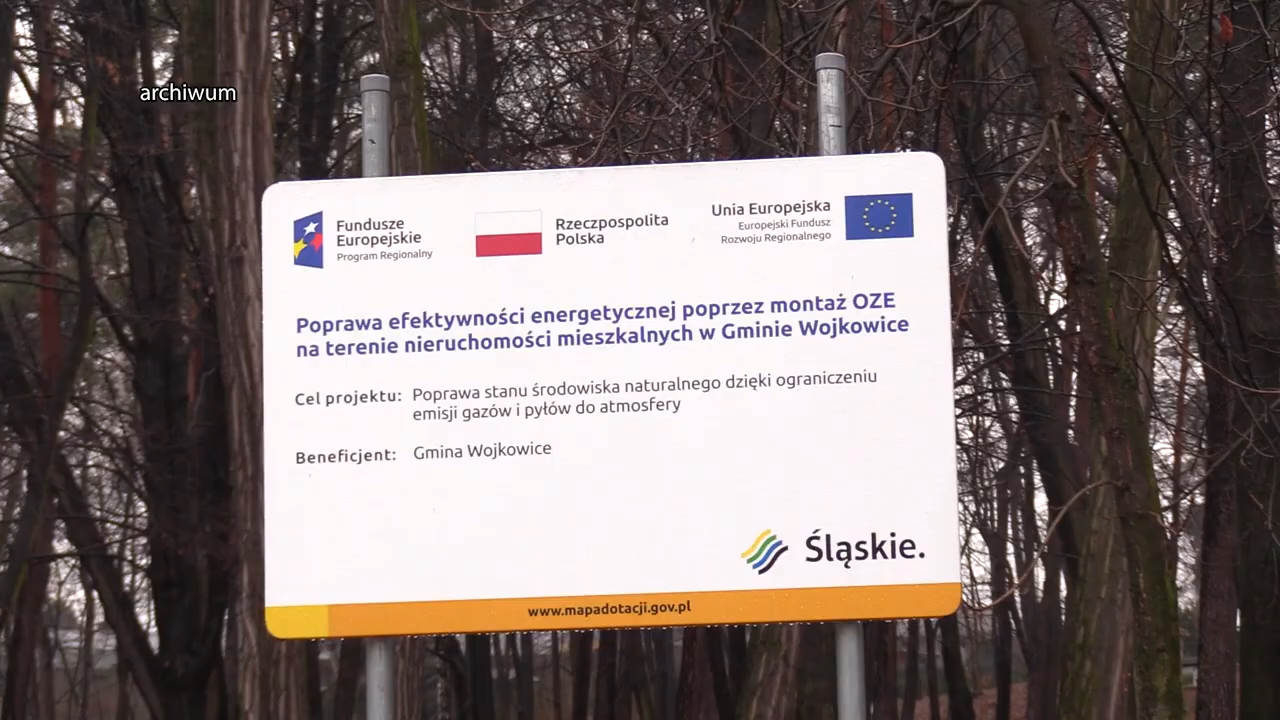 archiwum
Fundusze
Europejskie
Program Regionalny
Rzeczpospolita
Polska
Unia Europejska
Europejski Fundusz
Rozwoju Regionalnego
Poprawa efektywności energetycznej poprzez montaż OZE
na terenie nieruchomości mieszkalnych w Gminie Wojkowice
Cel projektu: Poprawa stanu środowiska naturalnego dzięki ograniczeniu
emisji gazów i pyłów do atmosfery
Beneficjent: Gmina Wojkowice
Śląskie.
www.mapadotacji.gov.pl